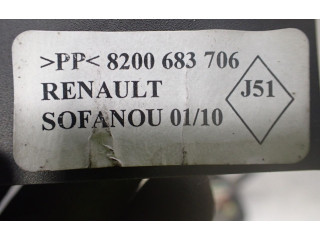 >PP< 8200 683 706
RENAULT
J51
SOFANOU 01/10